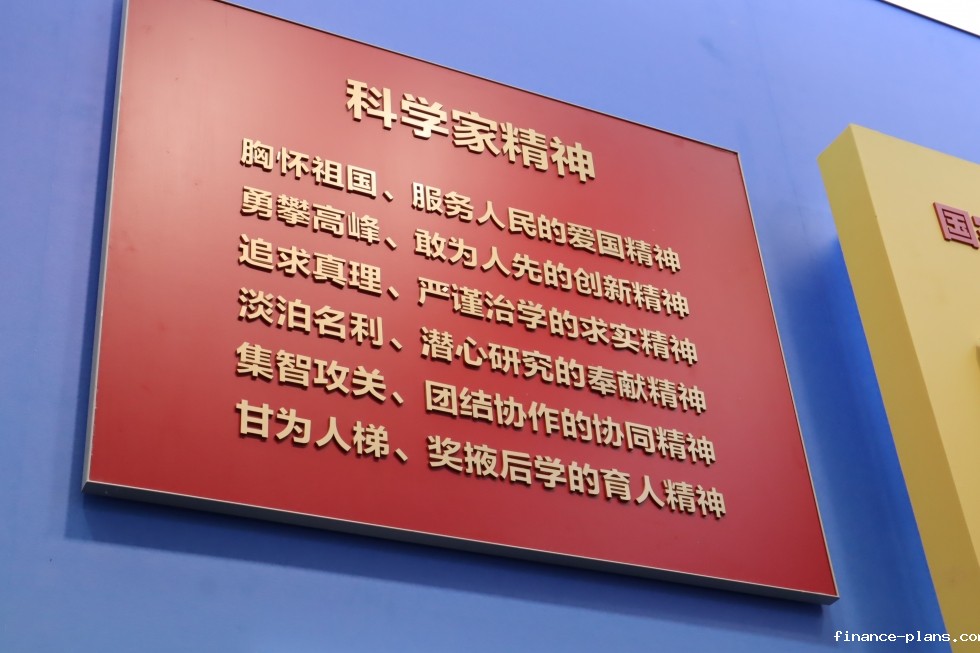 科学家精神
胸怀祖国、服务人民的爱国精神
勇攀高峰、敢为人先的创新精神
追求真理、严谨治学的求实精神
淡泊名利、潜心研究的奉献精神
集智攻关、团结协作的协同精神
甘为人梯、奖掖后学的育人精神
国
finance-plans.com